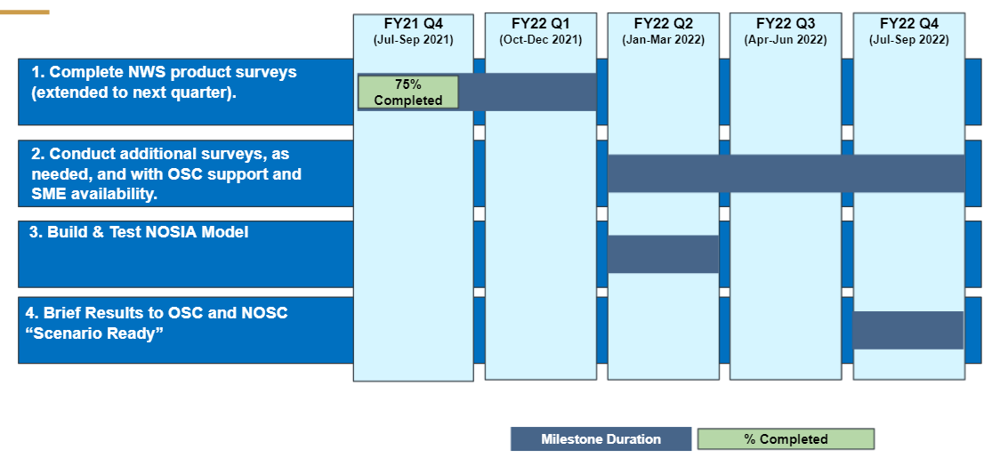 FY21 Q4
(Jul-Sep 2021)
FY22 Q1
(Oct-Dec 2021)
FY22 Q2
(Jan-Mar 2022)
FY22 Q3
(Apr-Jun 2022)
FY22 Q4
(Jul-Sep 2022)
1. Complete NWS product surveys
(extended to next quarter).
75%
Completed
2. Conduct additional surveys, as
needed, and with OSC support and
SME availability.
3. Build & Test NOSIA Model
4. Brief Results to OSC and NOSC
“Scenario Ready”
Milestone Duration
% Completed